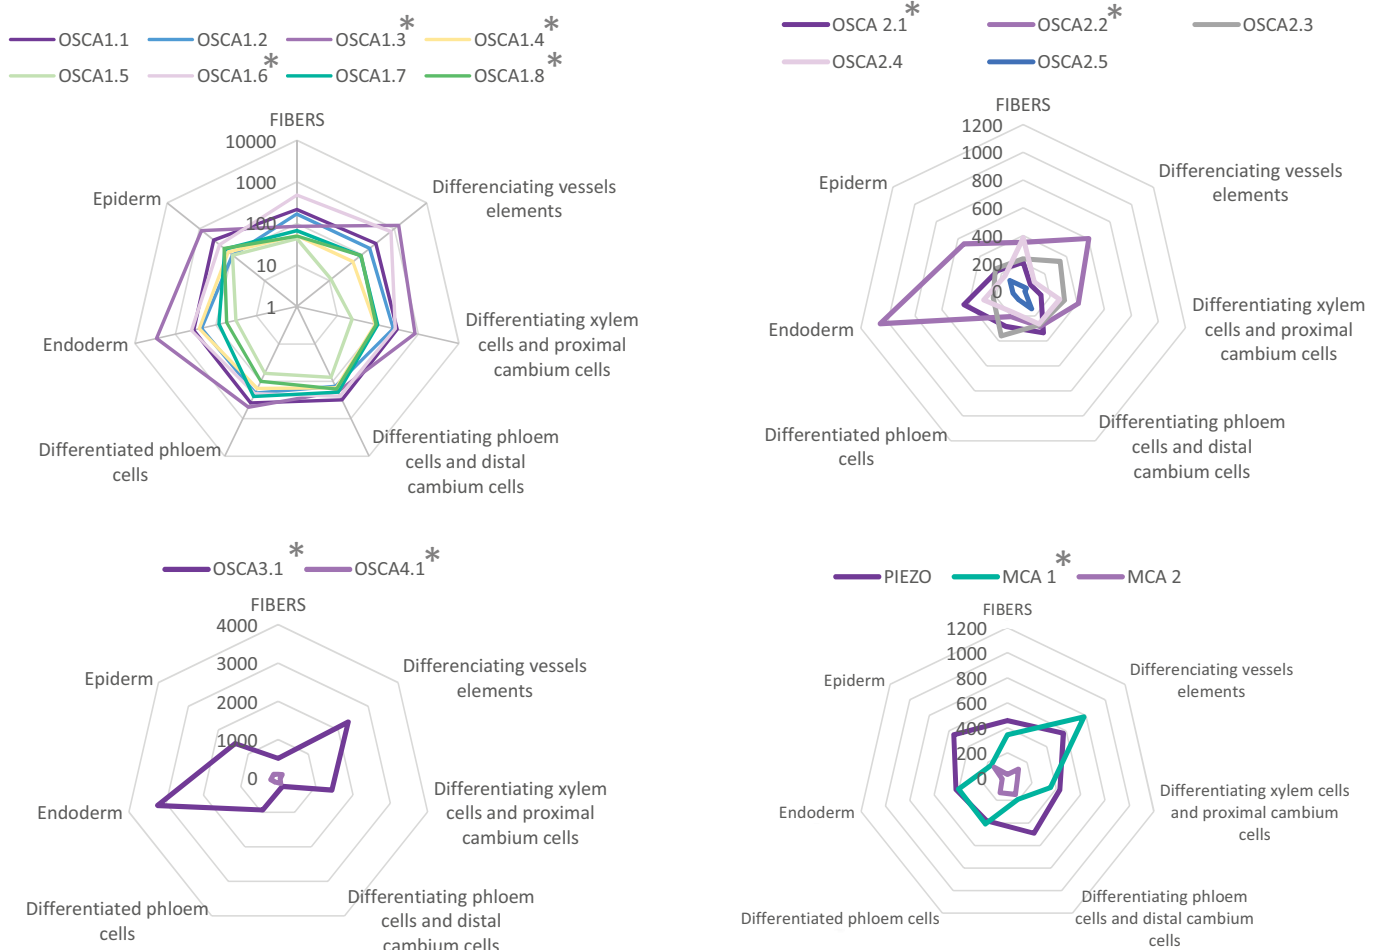 OSCA1.1 OSCA1.2 OSCA1.3* OSCA1.4*
OSCA1.5 OSCA1.6* OSCA1.7 OSCA1.8*
FIBERS
10000
1000
100
10
1
Differenciating vessels
elements
Differentiating xylem
cells and proximal
cambium cells
Differentiating phloem
cells and distal
cambium cells
Differentiated phloem
cells
Endoderm
Epiderm
OSCA 2.1* OSCA2.2* OSCA2.3
OSCA2.4 OSCA2.5
FIBERS
1200
1000
800
600
400
200
0
Differenciating vessels
elements
Differentiating xylem
cells and proximal
cambium cells
Differentiating phloem
cells and distal
cambium cells
Differentiated phloem
cells
Endoderm
Epiderm
OSCA3.1* OSCA4.1*
FIBERS
4000
3000
2000
1000
0
Differenciating vessels
elements
Differentiating xylem
cells and proximal
cambium cells
Differentiating phloem
cells and distal
cambium cells
Differentiated phloem
cells
Endoderm
Epiderm
PIEZO MCA 1* MCA 2
FIBERS
1200
1000
800
600
400
200
0
Differenciating vessels
elements
Differentiating xylem cells
and proximal cambium
cells
Differentiating phloem
cells and distal cambium
cells
Differentiated phloem cells
Endoderm
Epiderm